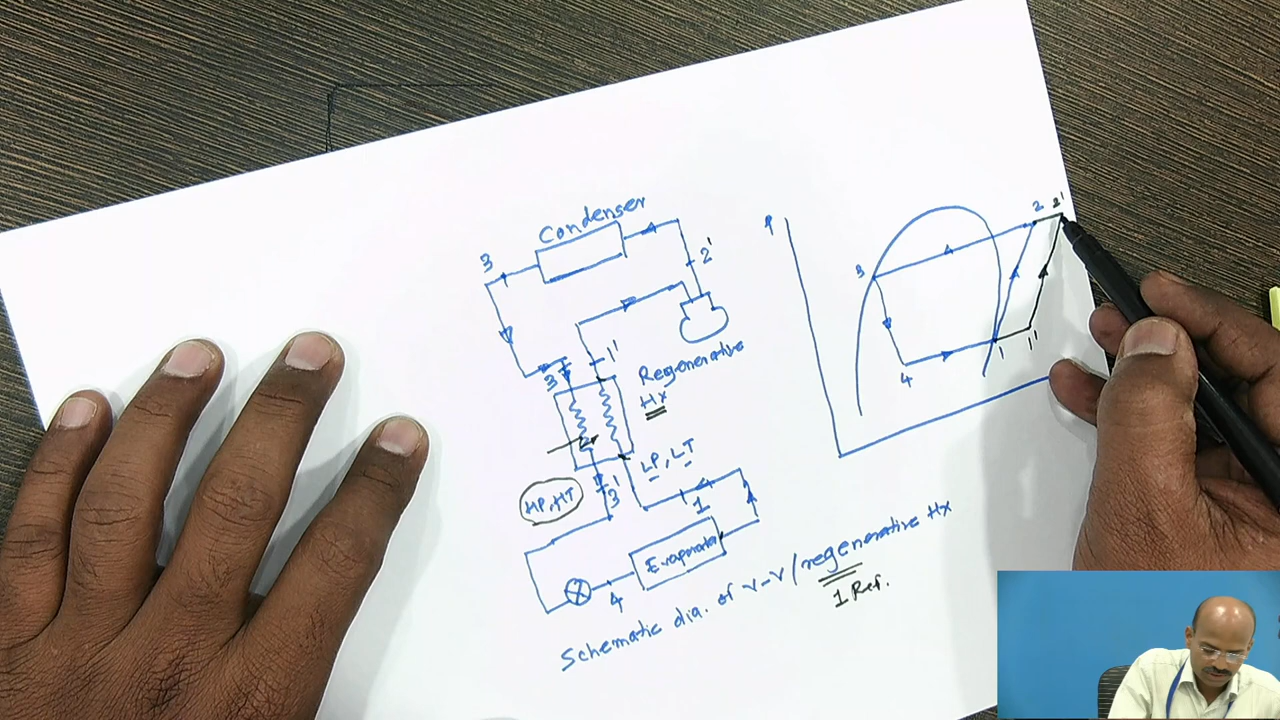 Condenser
3
2'
1'
3
Regenerative
Hx
LP, LT
HP, HT
3'
1
Evaporator
4
Schematic dia. of V-V / regenerative Hx
1 Ref.
P
3
2
2'
1
1'
4